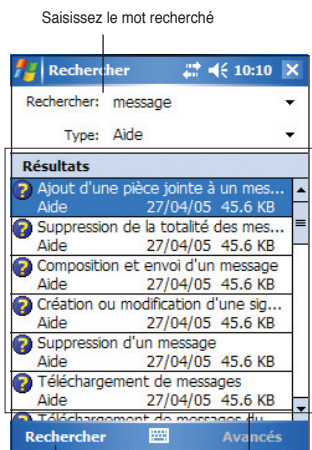 Saisissez le mot recherché
Rechercher 10:10
Rechercher: message
Type: Aide
Résultats
Ajout d'une pièce jointe à un mes...
Aide 27/04/05 45.6 KB
Suppression de la totalité des mes...
Aide 27/04/05 45.6 KB
Composition et envoi d'un message
Aide 27/04/05 45.6 KB
Création ou modification d'une sig...
Aide 27/04/05 45.6 KB
Suppression d'un message
Aide 27/04/05 45.6 KB
Téléchargement de messages
Aide 27/04/05 45.6 KB
Téléchargement de messages du
Rechercher Avancés